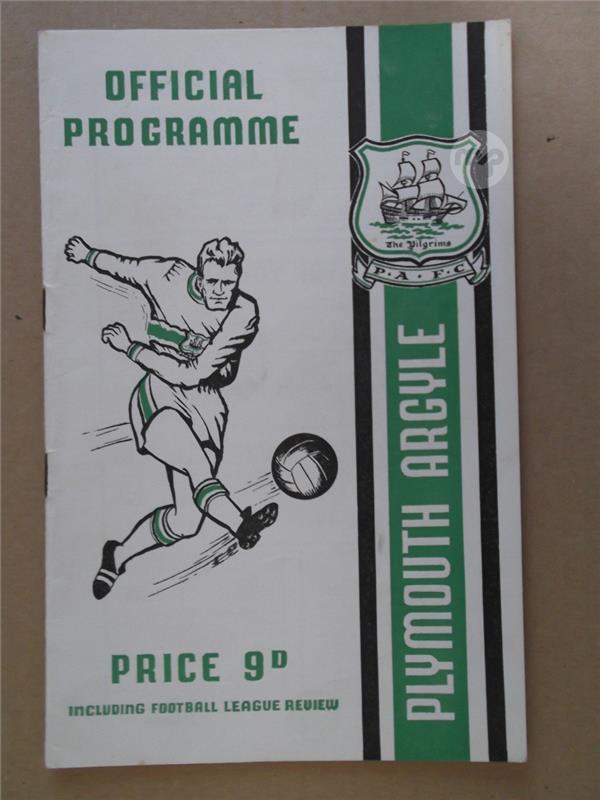 OFFICIAL
PROGRAMME
The Pilgrims
P.A.F.C
PLYMOUTH ARGYLE
PRICE 9D
INCLUDING FOOTBALL LEAGUE REVIEW